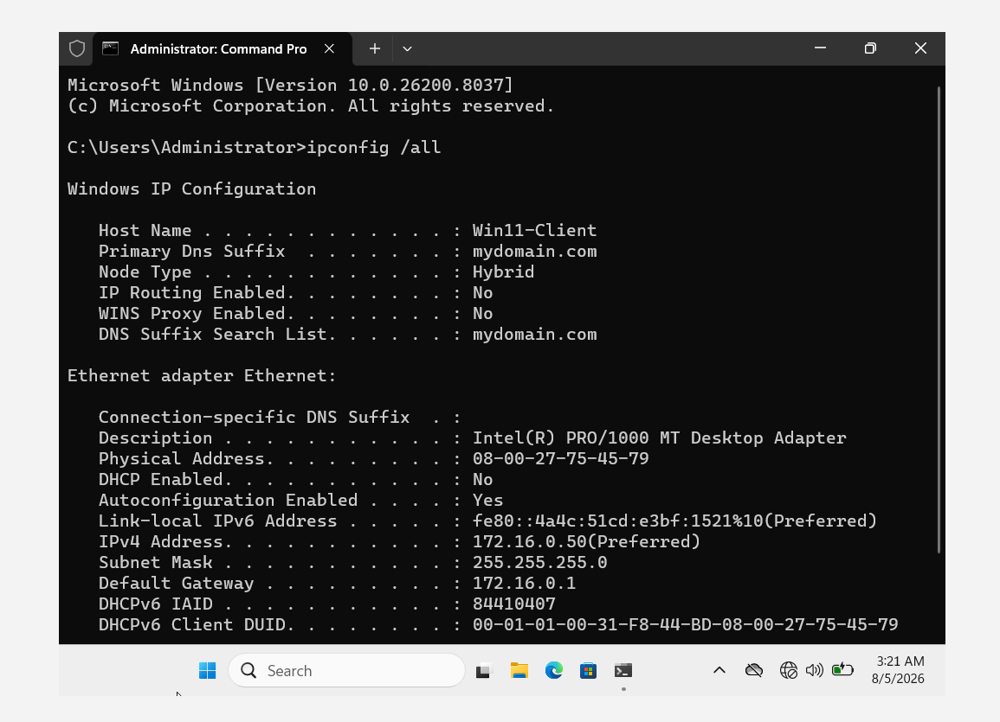 Administrator: Command Pro
Microsoft Windows [Version 10.0.26200.8037]
(c) Microsoft Corporation. All rights reserved.
C:\Users\Administrator>ipconfig /all
Windows IP Configuration
Host Name . . . . . . . . . . . . : Win11-Client
Primary Dns Suffix  . . . . . . . : mydomain.com
Node Type . . . . . . . . . . . . : Hybrid
IP Routing Enabled. . . . . . . . : No
WINS Proxy Enabled. . . . . . . . : No
DNS Suffix Search List. . . . . . : mydomain.com
Ethernet adapter Ethernet:
Connection-specific DNS Suffix  . :
Description . . . . . . . . . . . : Intel(R) PRO/1000 MT Desktop Adapter
Physical Address. . . . . . . . . : 08-00-27-75-45-79
DHCP Enabled. . . . . . . . . . . : No
Autoconfiguration Enabled . . . . : Yes
Link-local IPv6 Address . . . . . : fe80::4a4c:51cd:e3bf:1521%10(Preferred)
IPv4 Address. . . . . . . . . . . : 172.16.0.50(Preferred)
Subnet Mask . . . . . . . . . . . : 255.255.255.0
Default Gateway . . . . . . . . . : 172.16.0.1
DHCPv6 IAID . . . . . . . . . . . : 84410407
DHCPv6 Client DUID. . . . . . . . : 00-01-01-00-31-F8-44-BD-08-00-27-75-45-79
Search
3:21 AM
8/5/2026